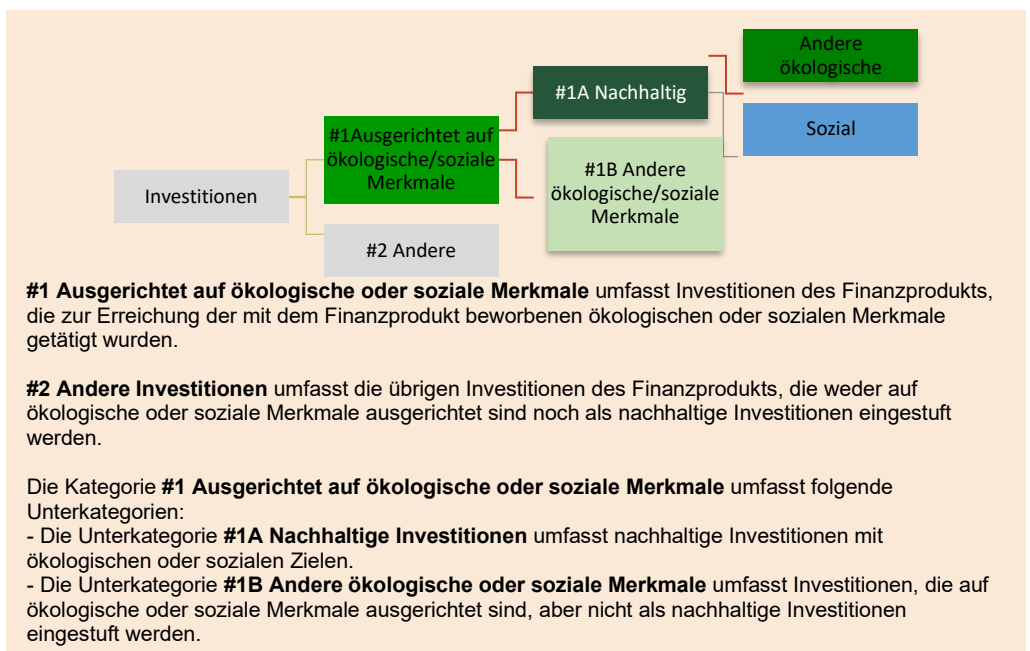 Andere
ökologische
#1A Nachhaltig
Sozial
#1Ausgerichtet auf
ökologische/soziale
Merkmale
#1B Andere
ökologische/soziale
Merkmale
Investitionen
#2 Andere
#1 Ausgerichtet auf ökologische oder soziale Merkmale umfasst Investitionen des Finanzprodukts,
die zur Erreichung der mit dem Finanzprodukt beworbenen ökologischen oder sozialen Merkmale
getätigt wurden.
#2 Andere Investitionen umfasst die übrigen Investitionen des Finanzprodukts, die weder auf
ökologische oder soziale Merkmale ausgerichtet sind noch als nachhaltige Investitionen eingestuft
werden.
Die Kategorie #1 Ausgerichtet auf ökologische oder soziale Merkmale umfasst folgende
Unterkategorien:
- Die Unterkategorie #1A Nachhaltige Investitionen umfasst nachhaltige Investitionen mit
ökologischen oder sozialen Zielen.
- Die Unterkategorie #1B Andere ökologische oder soziale Merkmale umfasst Investitionen, die auf
ökologische oder soziale Merkmale ausgerichtet sind, aber nicht als nachhaltige Investitionen
eingestuft werden.